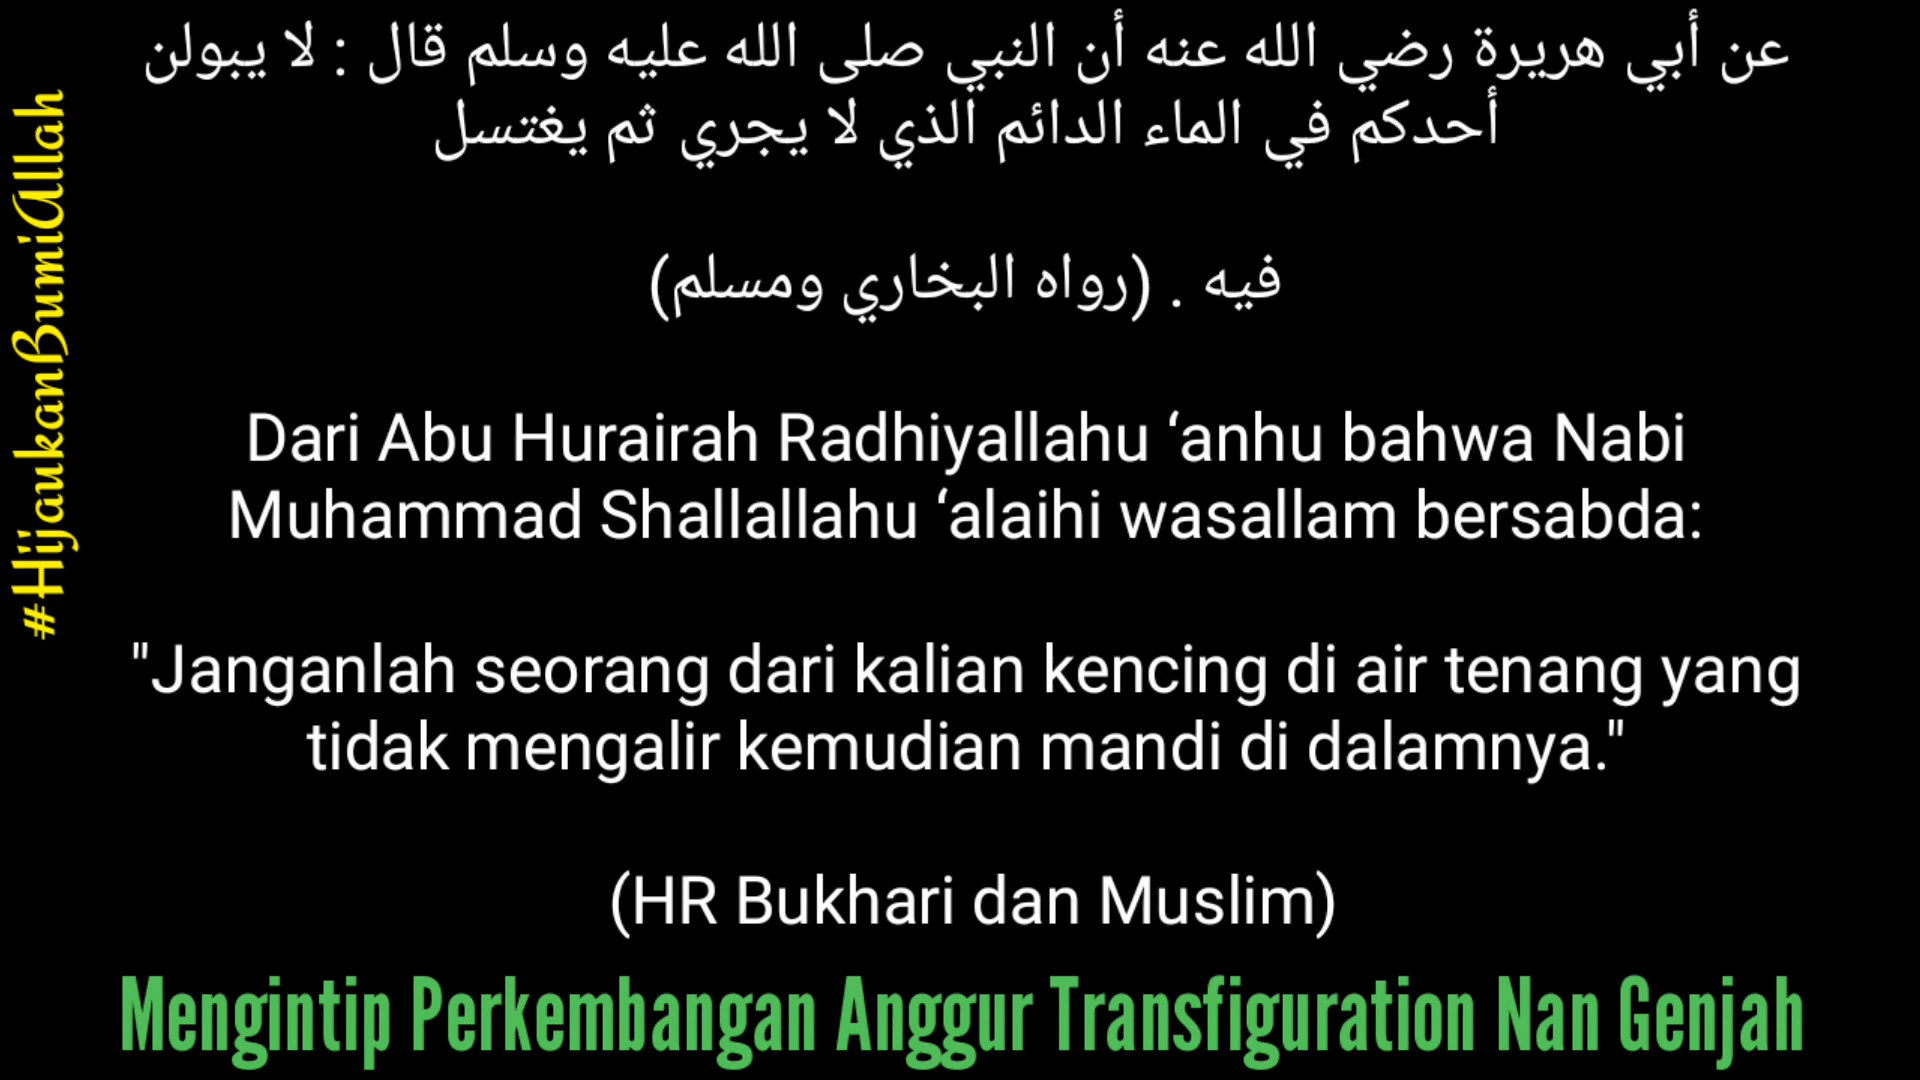 عن أبي هريرة رضي الله عنه أن النبي صلى الله عليه وسلم قال : لا يبولن
أحدكم في الماء الدائم الذي لا يجري ثم يغتسل
فيه . (رواه البخاري ومسلم)
Dari Abu Hurairah Radhiyallahu ‘anhu bahwa Nabi
Muhammad Shallallahu ‘alaihi wasallam bersabda:
"Janganlah seorang dari kalian kencing di air tenang yang
tidak mengalir kemudian mandi di dalamnya."
(HR Bukhari dan Muslim)
Mengintip Perkembangan Anggur Transfiguration Nan Genjah
#HijaukanBumiAllah